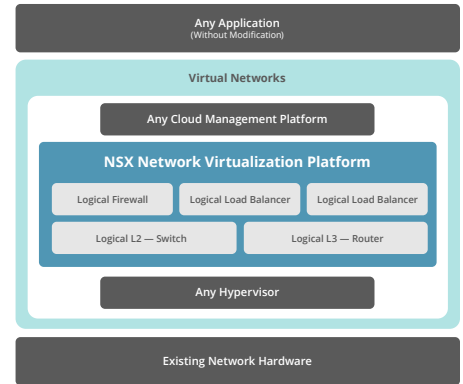 Any Application
(Without Modification)
Virtual Networks
Any Cloud Management Platform
NSX Network Virtualization Platform
Logical Firewall
Logical Load Balancer
Logical Load Balancer
Logical L2 — Switch
Logical L3 — Router
Any Hypervisor
Existing Network Hardware